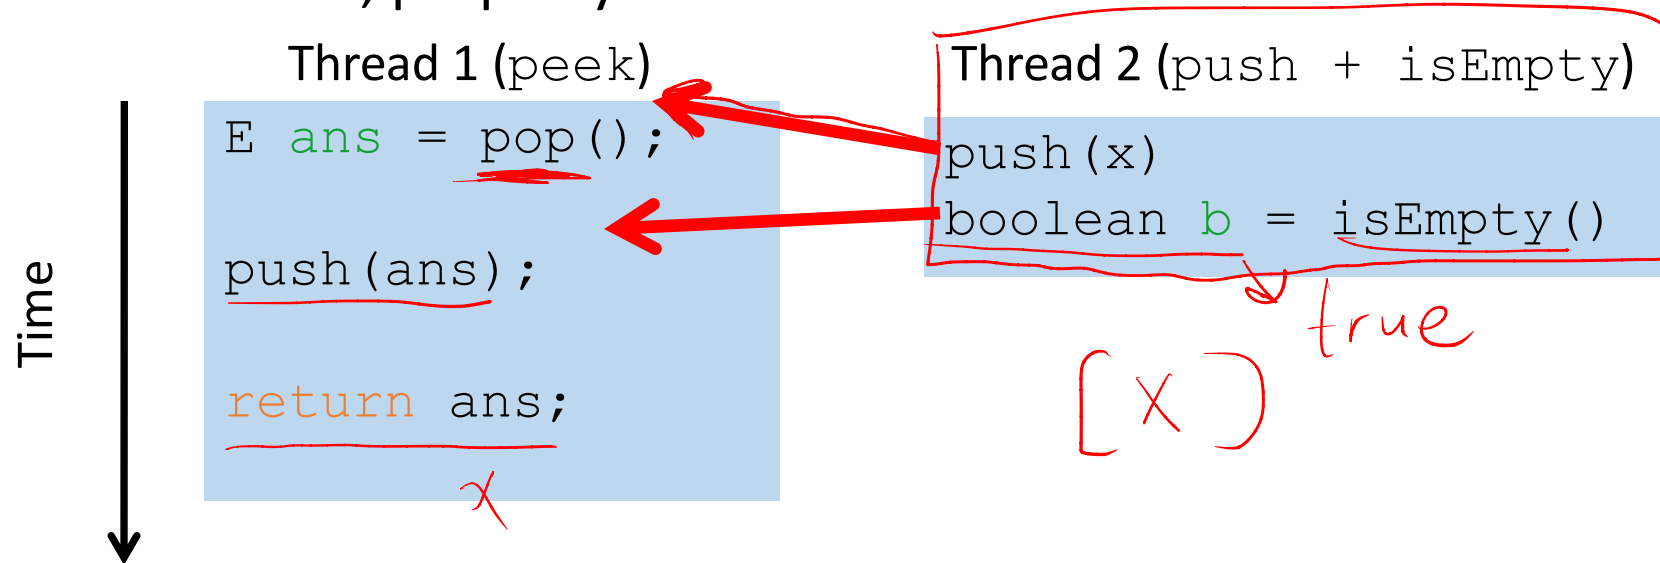 Thread 1 (peek)
E ans = pop();
push(ans);
return ans;
x
Thread 2 (push + isEmpty)
push(x)
boolean b = isEmpty()
true
[X]
Time